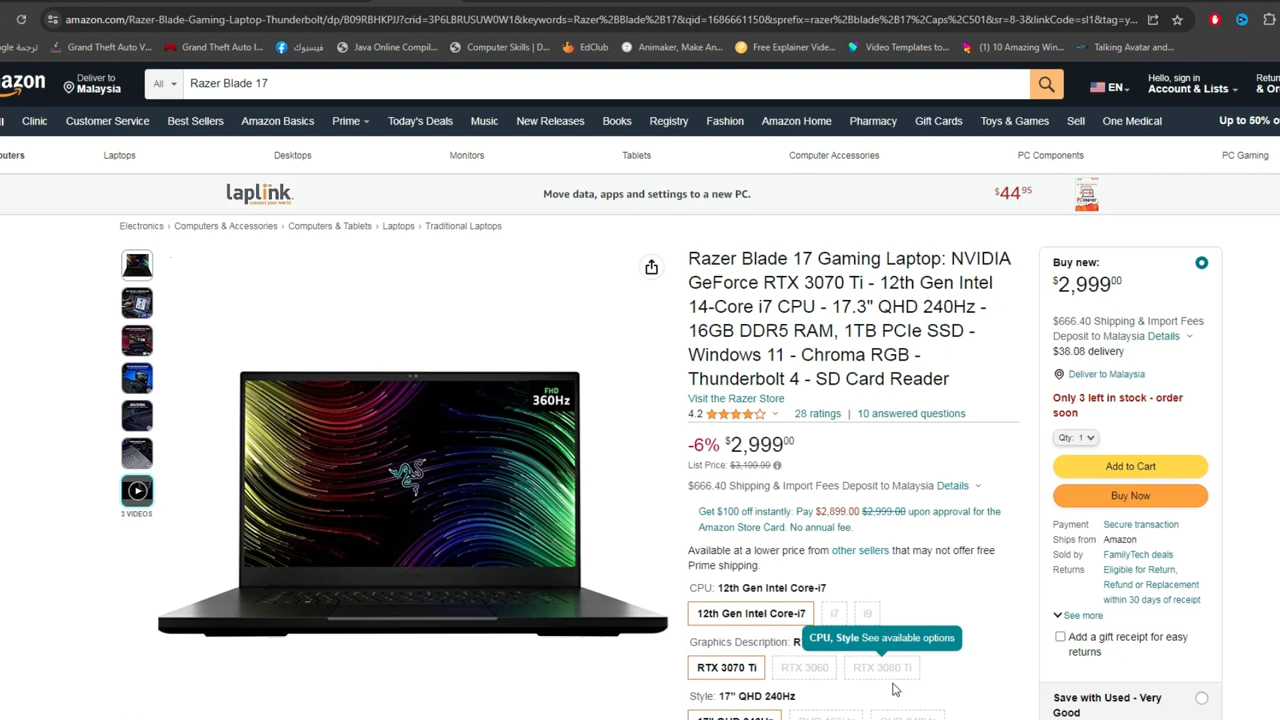 amazon.com/Razer-Blade-Gaming-Laptop-Thunderbolt/dp/B09RBHKPJJ?crid=3P6LBRUSUW0W1&keywords=Razer%2BBlade%2B17&qid=1686661150&sprefix=razer%2Bblade%2B17%2Caps%2C501&sr=8-3&linkCode=sl1&tag=y...
ogle ترجمة
Grand Theft Auto V...
Grand Theft Auto I...
فيسبوك
Java Online Compil...
Computer Skills | D...
EdClub
Animaker, Make An...
Free Explainer Vide...
Video Templates to...
(1) 10 Amazing Win...
Talking Avatar and...
azon
Deliver to
Malaysia
All
Razer Blade 17
EN
Hello, sign in
Account & Lists
Retur
& Or
ll
Clinic
Customer Service
Best Sellers
Amazon Basics
Prime
Today's Deals
Music
New Releases
Books
Registry
Fashion
Amazon Home
Pharmacy
Gift Cards
Toys & Games
Sell
One Medical
Up to 50% o
puters
Laptops
Desktops
Monitors
Tablets
Computer Accessories
PC Components
PC Gaming
laplink.
Move data, apps and settings to a new PC.
$44 95
Electronics › Computers & Accessories › Computers & Tablets › Laptops › Traditional Laptops
FHD
360Hz
3 VIDEOS
Razer Blade 17 Gaming Laptop: NVIDIA
GeForce RTX 3070 Ti - 12th Gen Intel
14-Core i7 CPU - 17.3" QHD 240Hz -
16GB DDR5 RAM, 1TB PCIe SSD -
Windows 11 - Chroma RGB -
Thunderbolt 4 - SD Card Reader
Visit the Razer Store
4.2
28 ratings | 10 answered questions
-6% $2,999 00
List Price: $3,199.99
$666.40 Shipping & Import Fees Deposit to Malaysia Details
Get $100 off instantly: Pay $2,899.00 $2,999.00 upon approval for the
Amazon Store Card. No annual fee.
Available at a lower price from other sellers that may not offer free
Prime shipping.
CPU: 12th Gen Intel Core-i7
12th Gen Intel Core-i7
i7
i9
Graphics Description: R
CPU, Style See available options
RTX 3070 Ti
RTX 3060
RTX 3080 Ti
Style: 17" QHD 240Hz
Buy new:
$2,999 00
$666.40 Shipping & Import Fees
Deposit to Malaysia Details
$38.08 delivery
Deliver to Malaysia
Only 3 left in stock - order
soon
Qty: 1
Add to Cart
Buy Now
Payment Secure transaction
Ships from Amazon
Sold by FamilyTech deals
Returns Eligible for Return,
Refund or Replacement
within 30 days of receipt
See more
Add a gift receipt for easy
returns
Save with Used - Very
Good